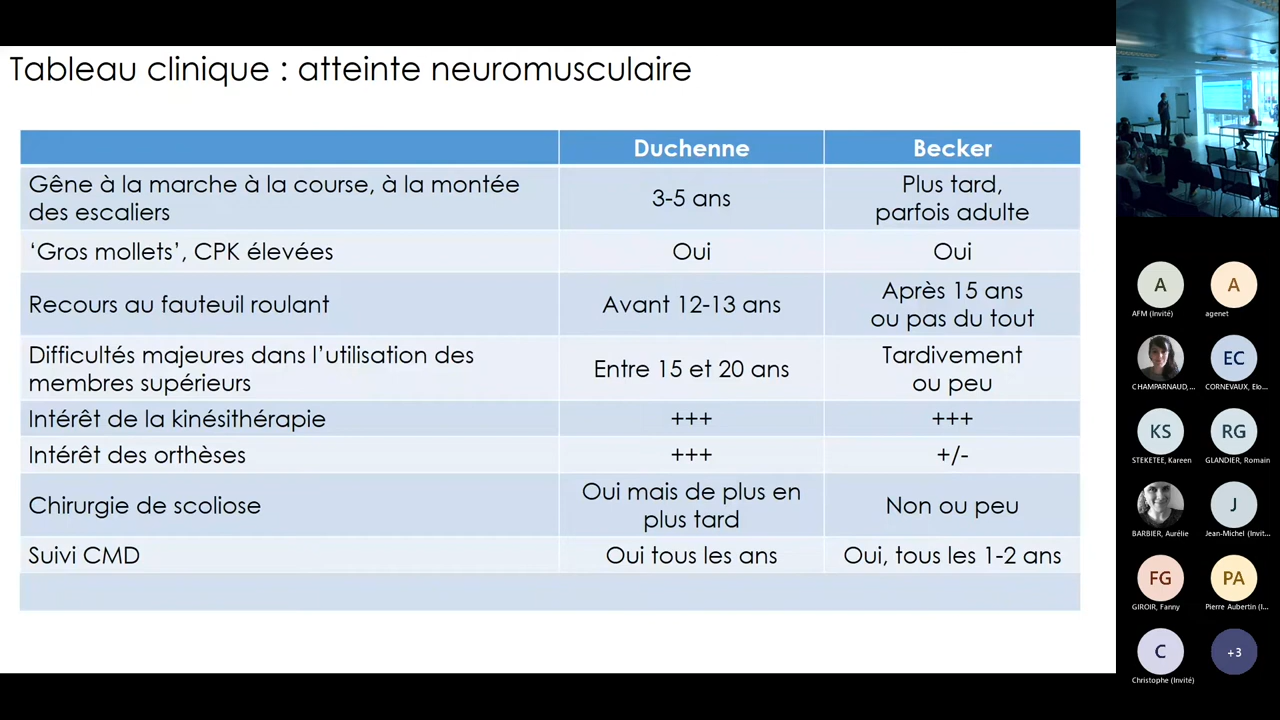 Tableau clinique : atteinte neuromusculaire
Duchenne
Becker
Gêne à la marche à la course, à la montée
des escaliers
3-5 ans
Plus tard,
parfois adulte
‘Gros mollets’, CPK élevées
Oui
Oui
Recours au fauteuil roulant
Avant 12-13 ans
Après 15 ans
ou pas du tout
Difficultés majeures dans l’utilisation des
membres supérieurs
Entre 15 et 20 ans
Tardivement
ou peu
Intérêt de la kinésithérapie
+++
+++
Intérêt des orthèses
+++
+/-
Chirurgie de scoliose
Oui mais de plus en
plus tard
Non ou peu
Suivi CMD
Oui tous les ans
Oui, tous les 1-2 ans
A
A
AFM (Invité)
agenet
EC
CHAMPARNAUD, ...
CORNEVAUX, Elo...
KS
RG
STEKETEE, Kareen
GLANDIER, Romain
J
BARBIER, Aurélie
Jean-Michel (Invit...
FG
PA
GIROIR, Fanny
Pierre Aubertin (I...
C
+3
Christophe (Invité)